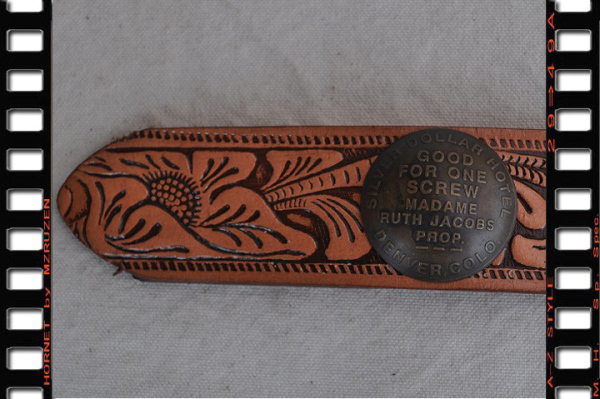 SILVER DOLLAR HOTEL
GOOD
FOR ONE
SCREW
MADAME
RUTH JACOBS
PROP.
DENVER, COLO.
HORNET by MZRUZEN
A-Z STYLE 29⇒49A
M. H. S p. Spec.